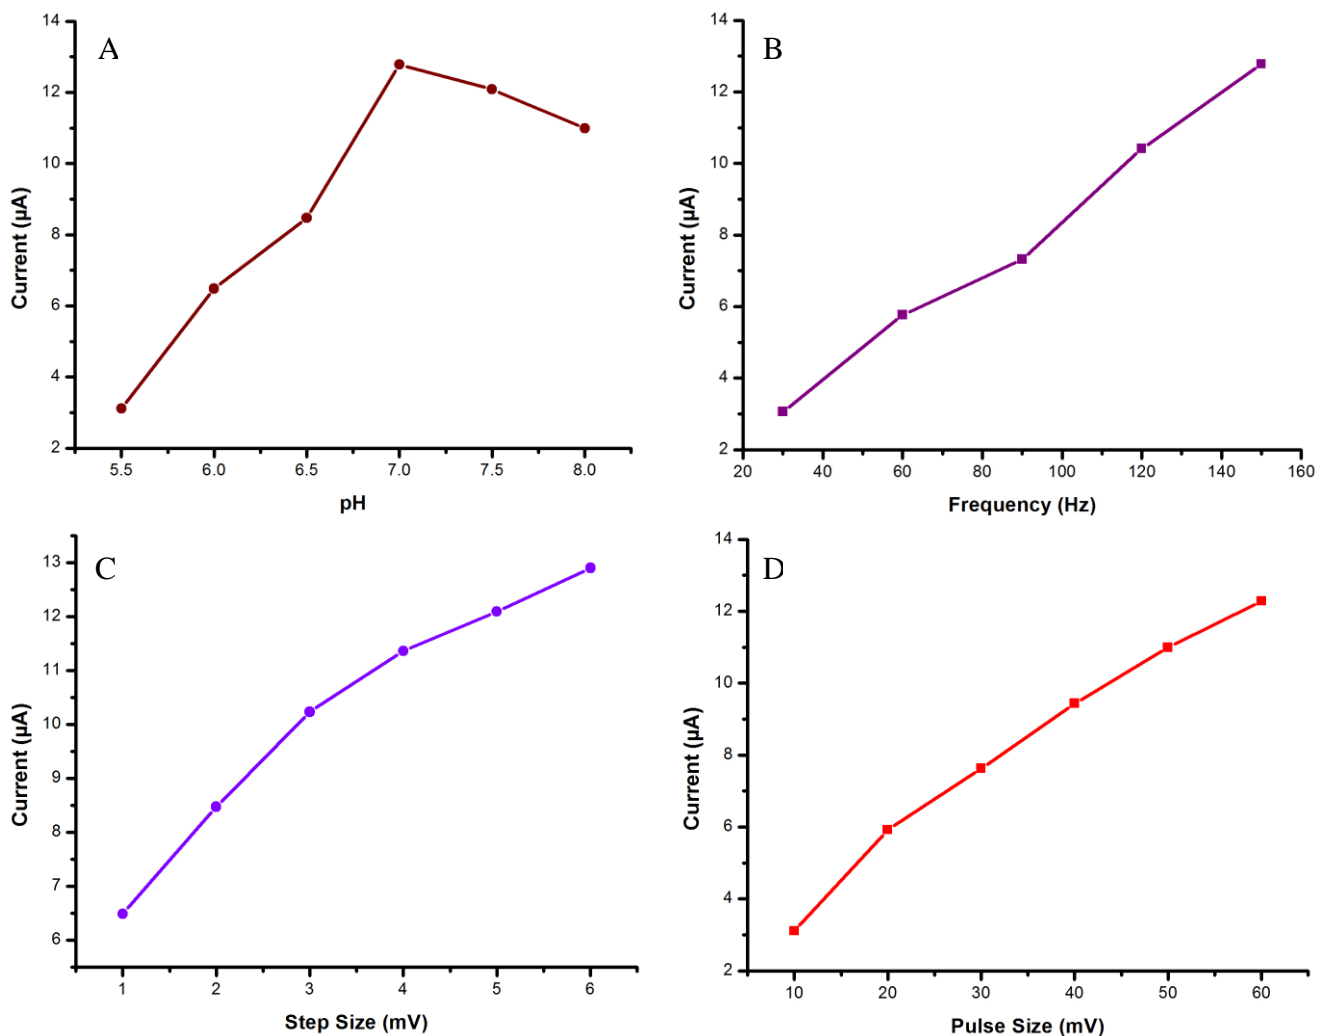 A
14
12
10
8
6
4
2
Current (µA)
5.5 6.0 6.5 7.0 7.5 8.0
pH
B
14
12
10
8
6
4
2
Current (µA)
20 40 60 80 100 120 140 160
Frequency (Hz)
C
13
12
11
10
9
8
7
6
Current (µA)
1 2 3 4 5 6
Step Size (mV)
D
14
12
10
8
6
4
2
Current (µA)
10 20 30 40 50 60
Pulse Size (mV)